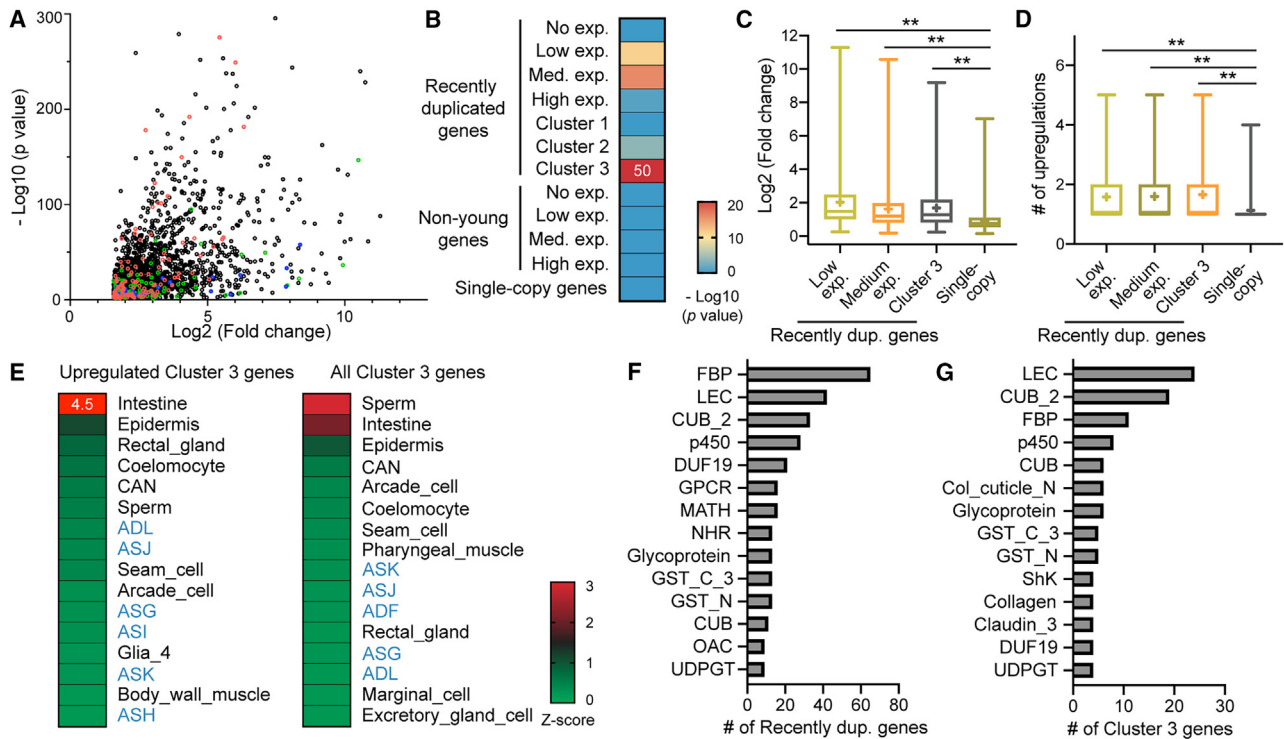 A
300
200
100
0
- Log10 (p value)
0
5
10
Log2 (Fold change)
B
Recently
duplicated
genes
No exp.
Low exp.
Med. exp.
High exp.
Cluster 1
Cluster 2
Cluster 3
50
Non-young
genes
No exp.
Low exp.
Med. exp.
High exp.
Single-copy genes
20
10
0
- Log10
(p value)
C
**
**
**
12
10
8
6
4
2
0
Log2 (Fold change)
Low
exp.
Medium
exp.
Cluster 3
Single-
copy
Recently dup. genes
D
**
**
**
6
4
2
0
# of upregulations
Low
exp.
Medium
exp.
Cluster 3
Single-
copy
Recently dup. genes
E
Upregulated Cluster 3 genes
4.5
Intestine
Epidermis
Rectal_gland
Coelomocyte
CAN
Sperm
ADL
ASJ
Seam_cell
Arcade_cell
ASG
ASI
Glia_4
ASK
Body_wall_muscle
ASH
All Cluster 3 genes
Sperm
Intestine
Epidermis
CAN
Arcade_cell
Coelomocyte
Seam_cell
Pharyngeal_muscle
ASK
ASJ
ADF
Rectal_gland
ASG
ADL
Marginal_cell
Excretory_gland_cell
3
2
1
0
Z-score
F
FBP
LEC
CUB_2
p450
DUF19
GPCR
MATH
NHR
Glycoprotein
GST_C_3
GST_N
CUB
OAC
UDPGT
0
20
40
60
80
# of Recently dup. genes
G
LEC
CUB_2
FBP
p450
CUB
Col_cuticle_N
Glycoprotein
GST_C_3
GST_N
ShK
Collagen
Claudin_3
DUF19
UDPGT
0
10
20
30
# of Cluster 3 genes